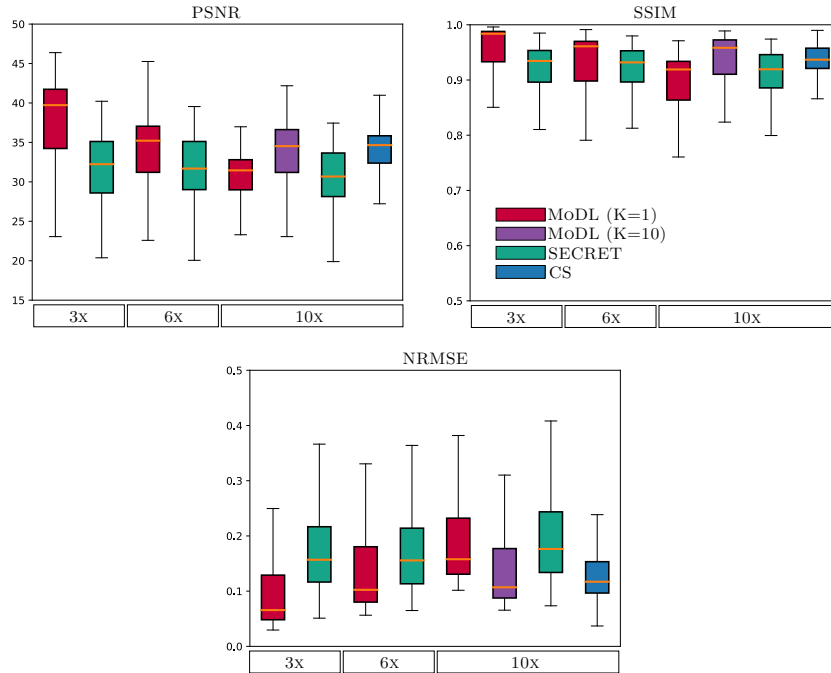 PSNR
50
45
40
35
30
25
20
15
3x 6x 10x
SSIM
1.0
0.9
0.8
0.7
0.6
0.5
MoDL (K=1)
MoDL (K=10)
SECRET
CS
3x 6x 10x
NRMSE
0.5
0.4
0.3
0.2
0.1
0.0
3x 6x 10x